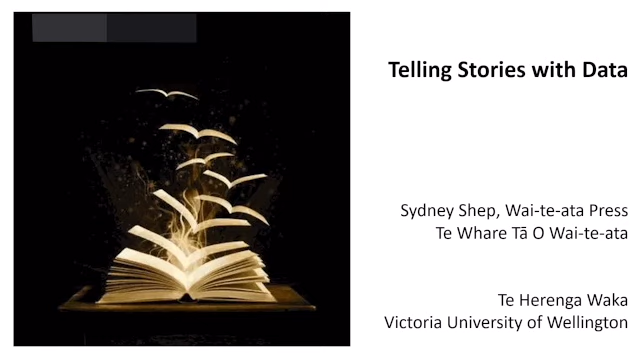 Telling Stories with Data
Sydney Shep, Wai-te-ata Press
Te Whare Tā O Wai-te-ata
Te Herenga Waka
Victoria University of Wellington